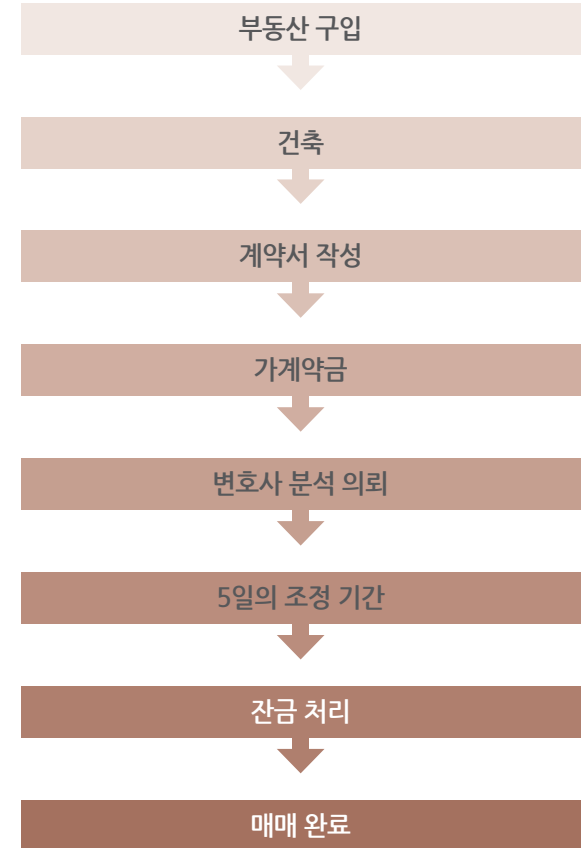 부동산 구입
건축
계약서 작성
가계약금
변호사 분석 의뢰
5일의 조정 기간
잔금 처리
매매 완료